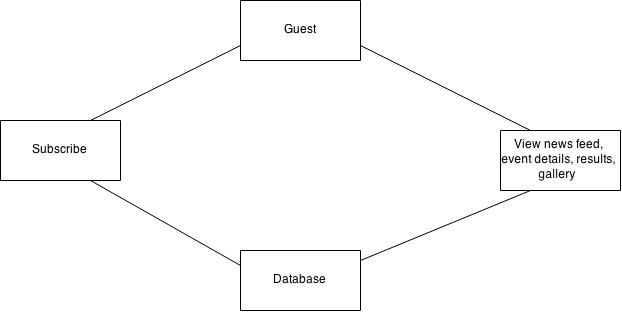 Guest
Subscribe
View news feed,
event details, results,
gallery
Database